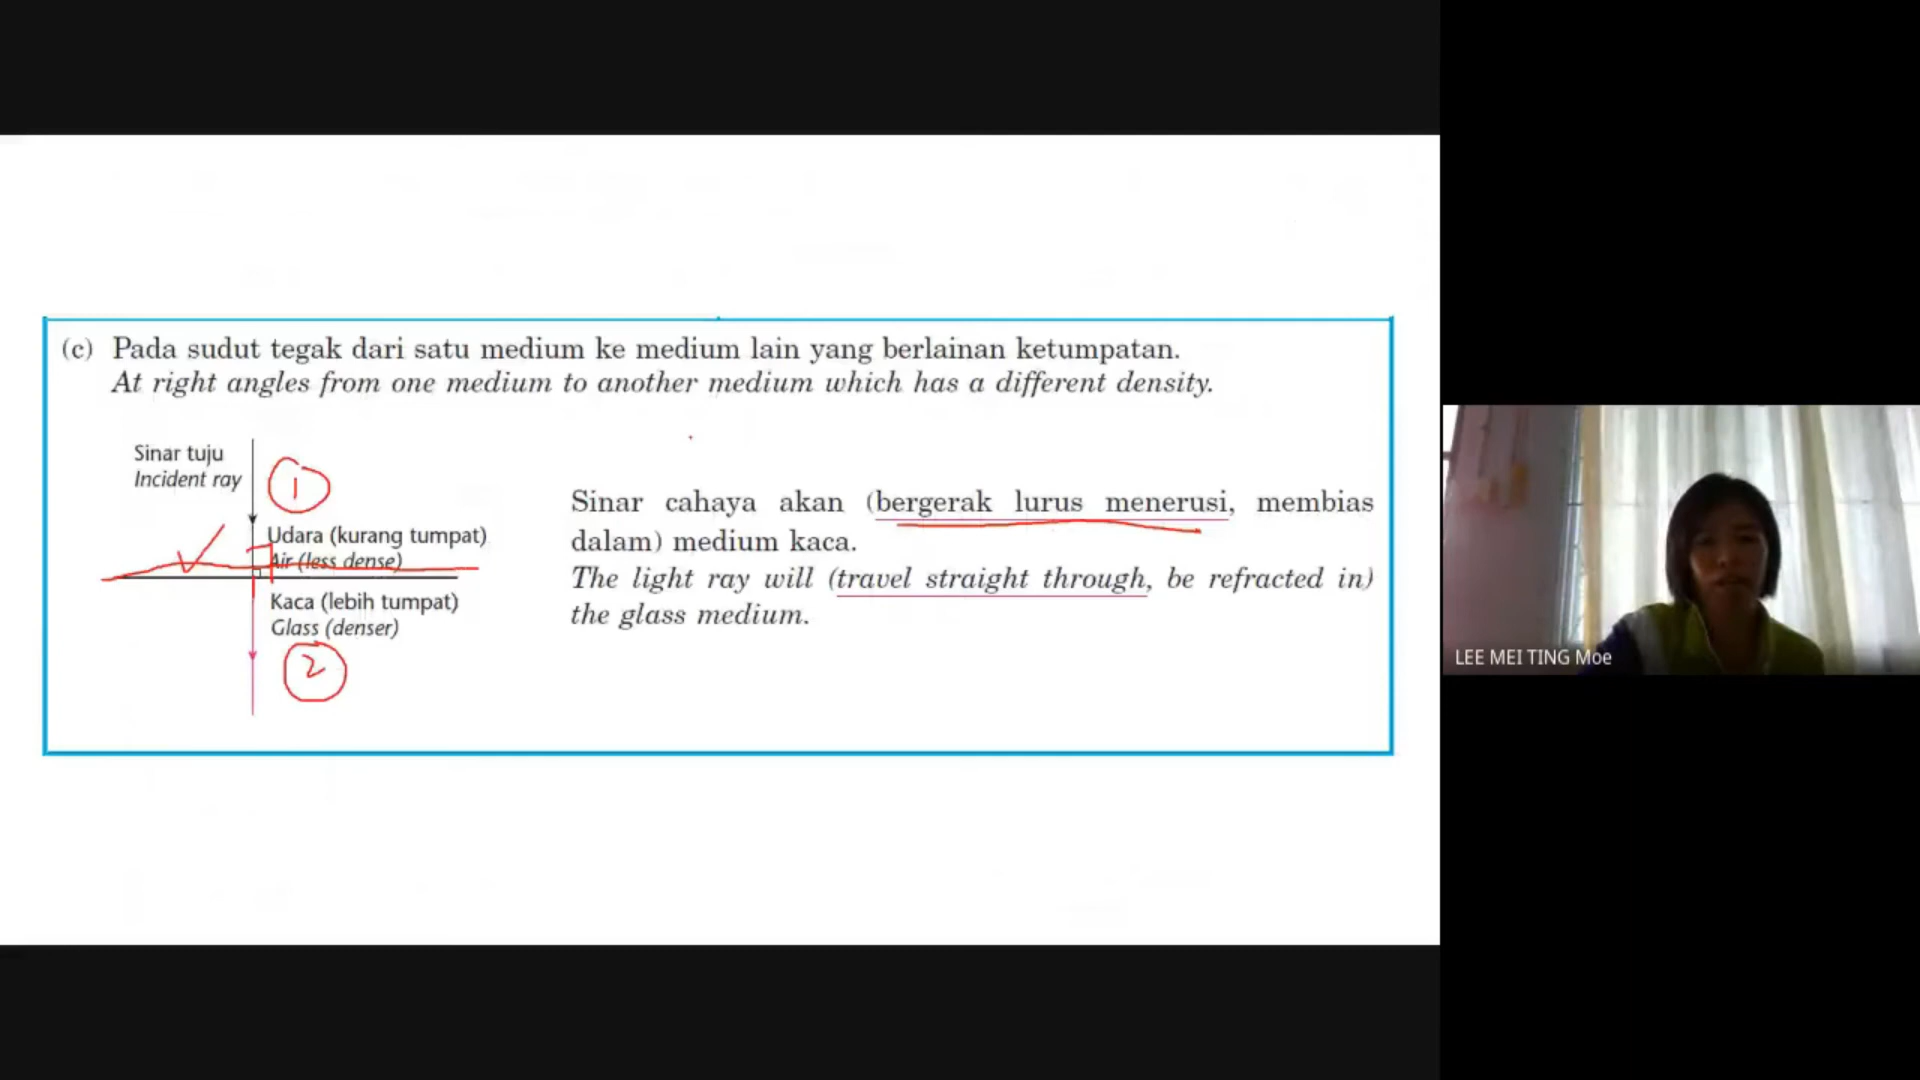 (c) Pada sudut tegak dari satu medium ke medium lain yang berlainan ketumpatan.
At right angles from one medium to another medium which has a different density.
Sinar tuju
Incident ray
1
Udara (kurang tumpat)
Air (less dense)
Kaca (lebih tumpat)
Glass (denser)
2
Sinar cahaya akan (bergerak lurus menerusi, membias
dalam) medium kaca.
The light ray will (travel straight through, be refracted in)
the glass medium.
LEE MEI TING Moe